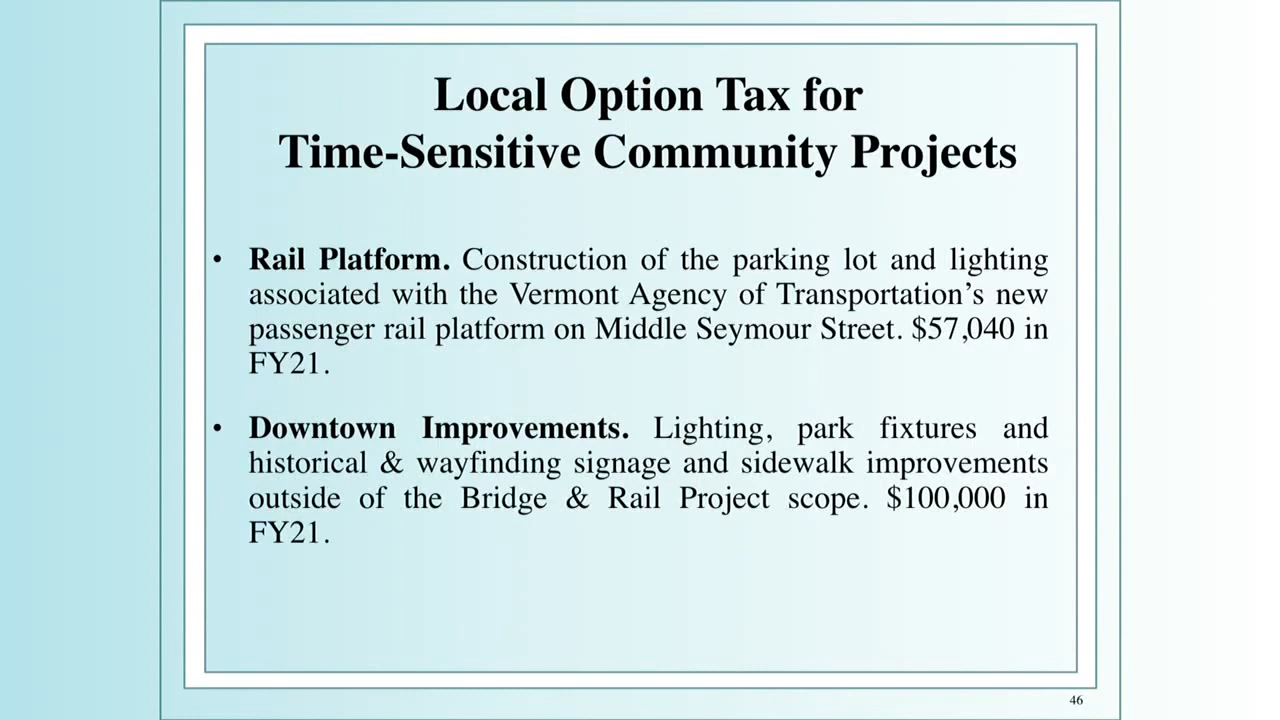 Local Option Tax for
Time-Sensitive Community Projects
• Rail Platform. Construction of the parking lot and lighting
associated with the Vermont Agency of Transportation’s new
passenger rail platform on Middle Seymour Street. $57,040 in
FY21.
• Downtown Improvements. Lighting, park fixtures and
historical & wayfinding signage and sidewalk improvements
outside of the Bridge & Rail Project scope. $100,000 in
FY21.
46